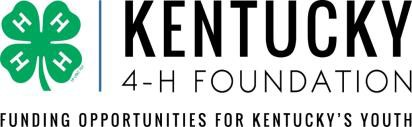 H H
H H
KENTUCKY
4-H FOUNDATION
FUNDING OPPORTUNITIES FOR KENTUCKY'S YOUTH